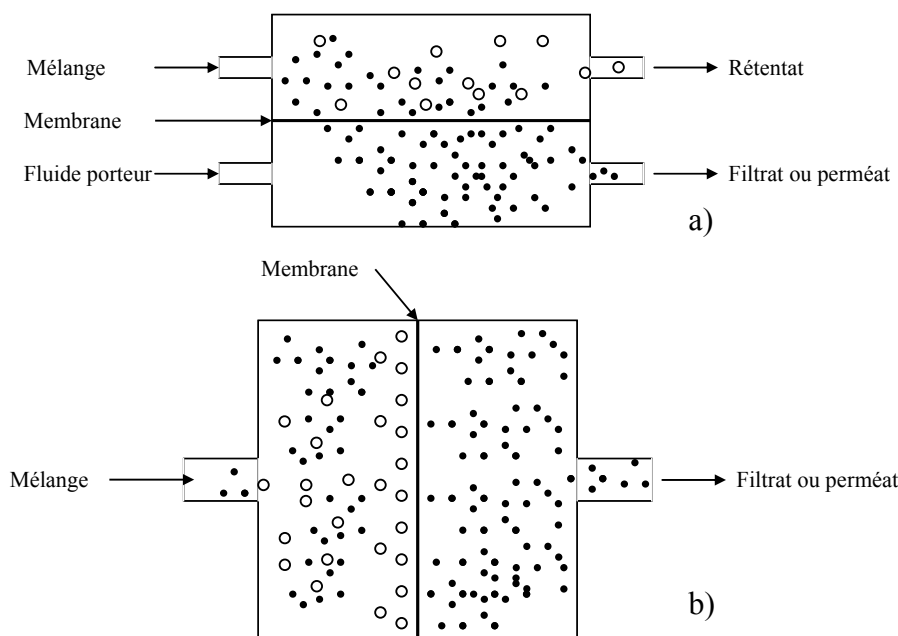 Mélange
Rétentat
Membrane
Fluide porteur
Filtrat ou perméat
a)
Membrane
Mélange
Filtrat ou perméat
b)